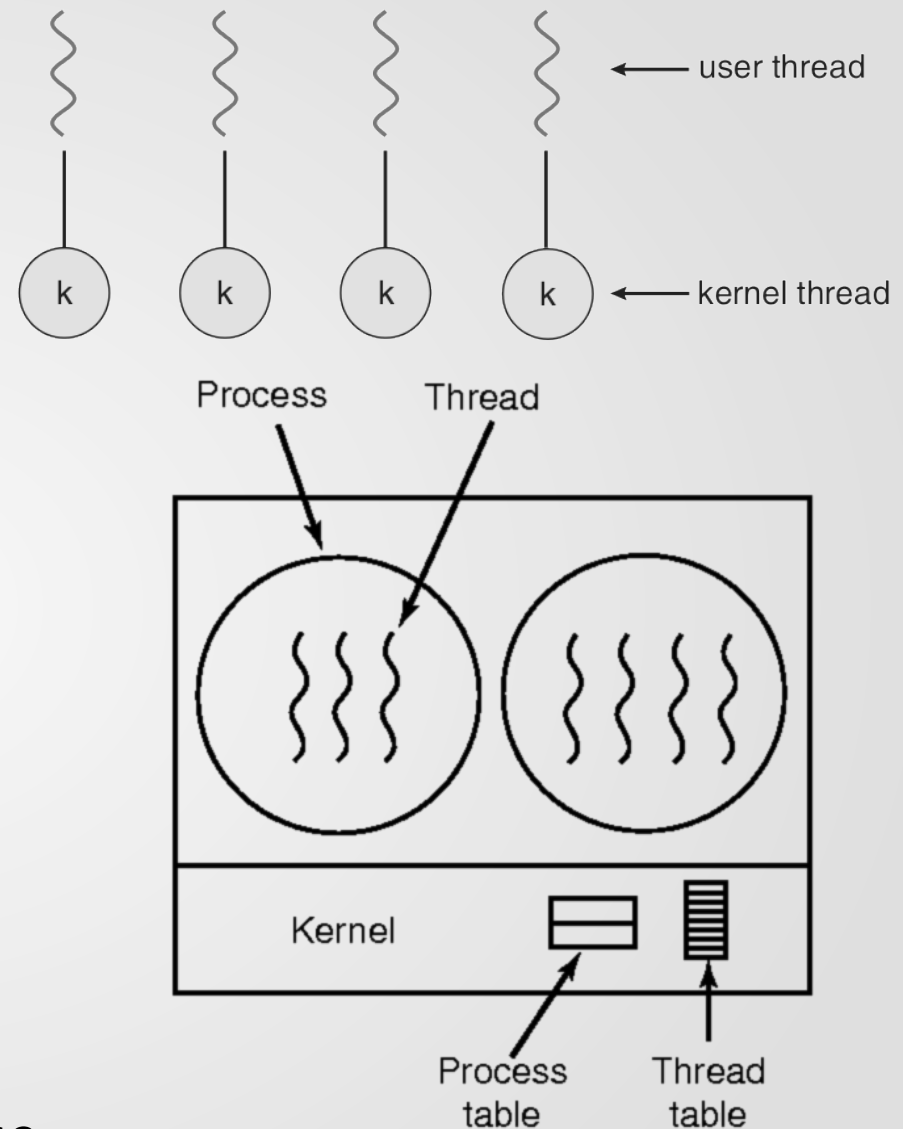 user thread
k k k k
kernel thread
Process Thread
Kernel
Process
table
Thread
table